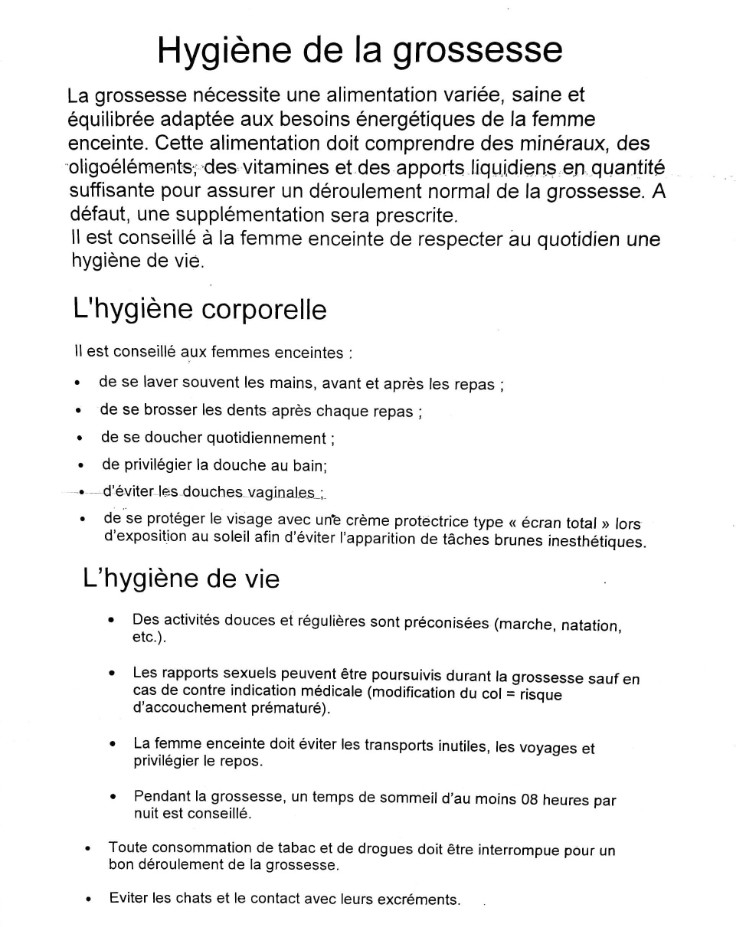 Hygiène de la grossesse
La grossesse nécessite une alimentation variée, saine et
équilibrée adaptée aux besoins énergétiques de la femme
enceinte. Cette alimentation doit comprendre des minéraux, des
oligoéléments, des vitamines et des apports liquidiens en quantité
suffisante pour assurer un déroulement normal de la grossesse. A
défaut, une supplémentation sera prescrite.
Il est conseillé à la femme enceinte de respecter au quotidien une
hygiène de vie.
L'hygiène corporelle
Il est conseillé aux femmes enceintes :
• de se laver souvent les mains, avant et après les repas ;
• de se brosser les dents après chaque repas ;
• de se doucher quotidiennement ;
• de privilégier la douche au bain;
• d'éviter les douches vaginales ;
• de se protéger le visage avec une crème protectrice type « écran total » lors
d'exposition au soleil afin d'éviter l'apparition de tâches brunes inesthétiques.
L'hygiène de vie
• Des activités douces et régulières sont préconisées (marche, natation,
etc.).
• Les rapports sexuels peuvent être poursuivis durant la grossesse sauf en
cas de contre indication médicale (modification du col = risque
d'accouchement prématuré).
• La femme enceinte doit éviter les transports inutiles, les voyages et
privilégier le repos.
• Pendant la grossesse, un temps de sommeil d'au moins 08 heures par
nuit est conseillé.
• Toute consommation de tabac et de drogues doit être interrompue pour un
bon déroulement de la grossesse.
• Eviter les chats et le contact avec leurs excréments.